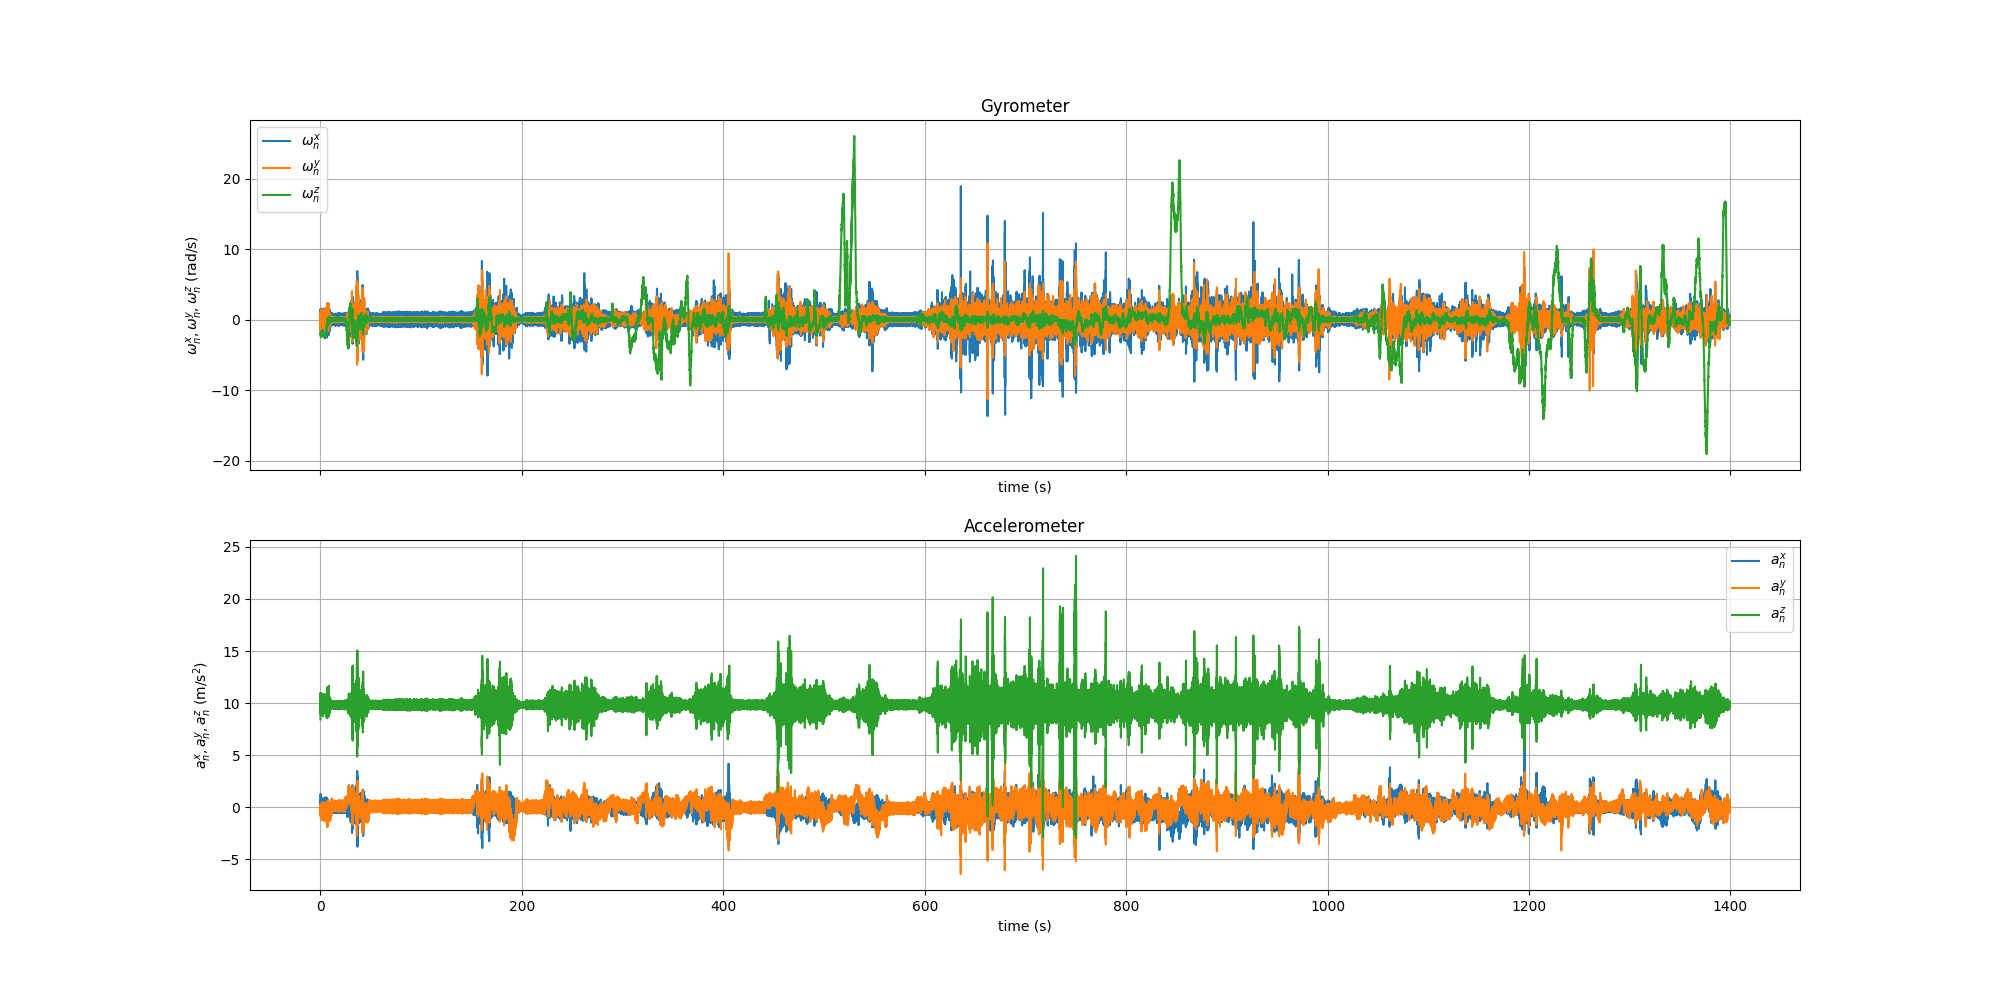 Gyrometer
ω_n^x
ω_n^y
ω_n^z
ω_n^x, ω_n^y, ω_n^z (rad/s)
20
10
0
−10
−20
time (s)
Accelerometer
a_n^x
a_n^y
a_n^z
a_n^x, a_n^y, a_n^z (m/s²)
25
20
15
10
5
0
−5
0 200 400 600 800 1000 1200 1400
time (s)